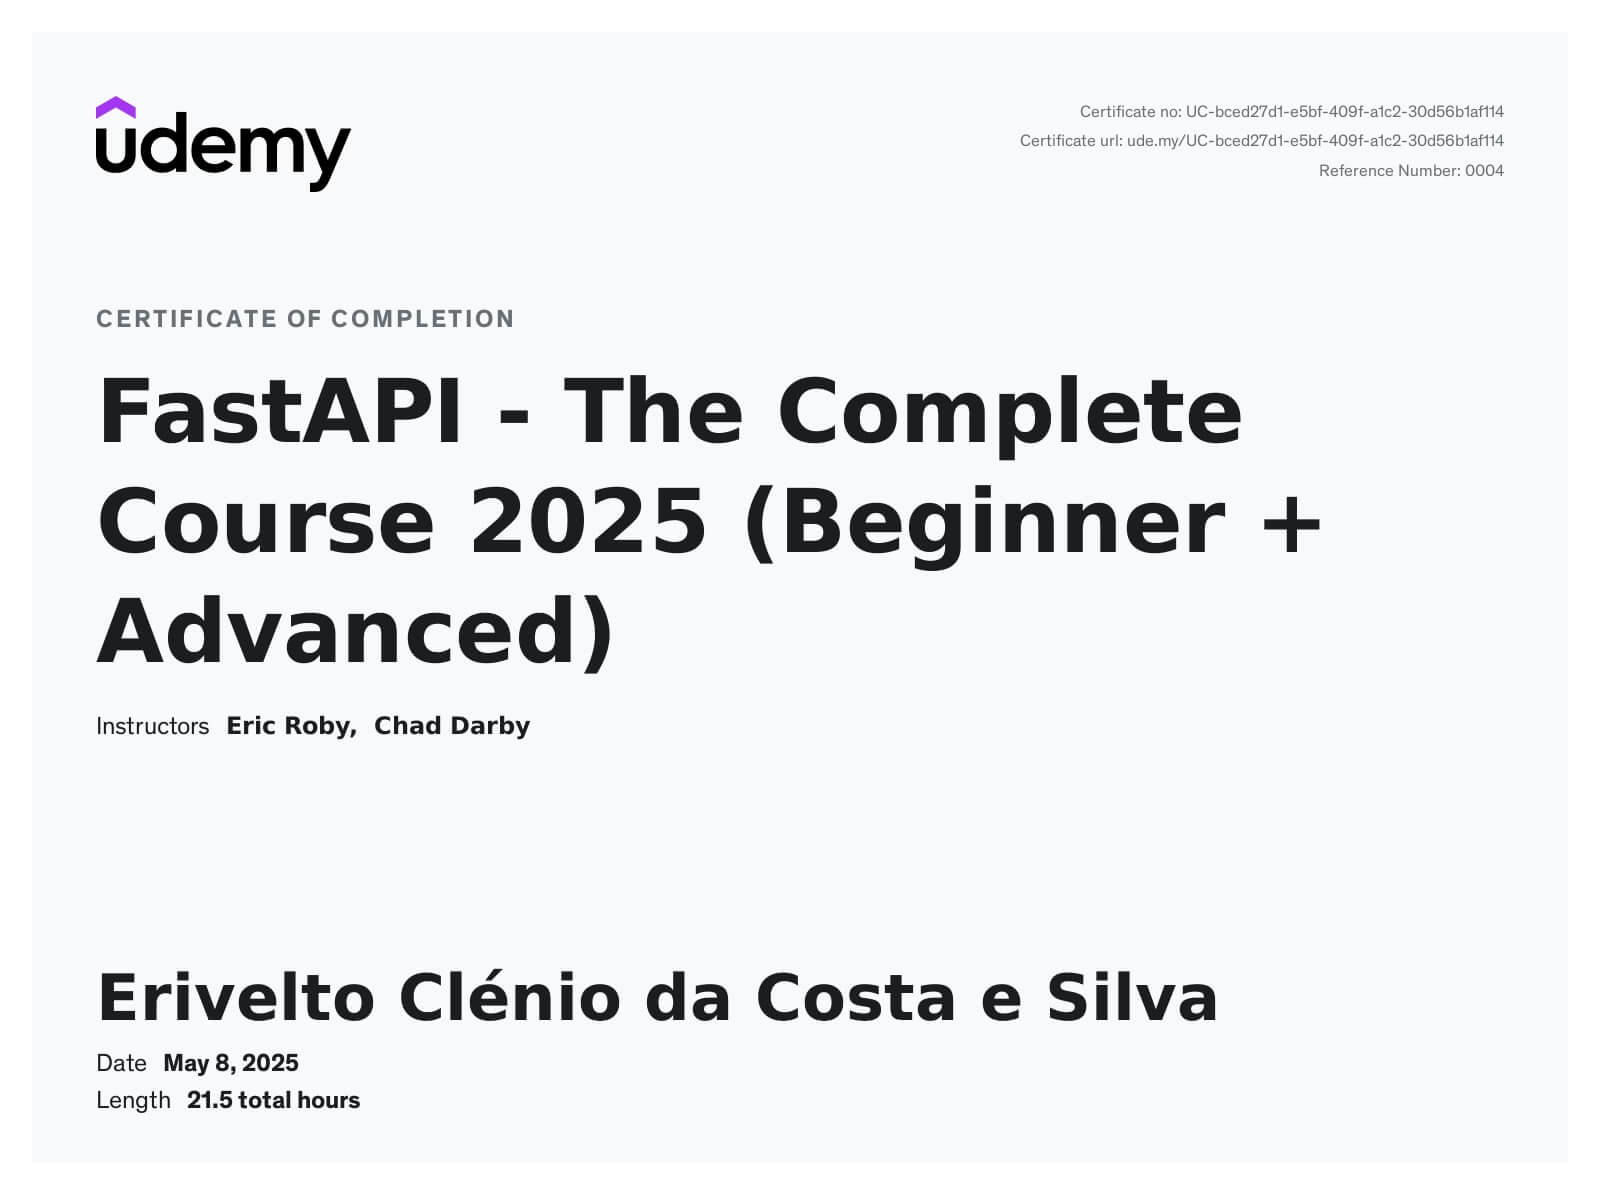 udemy
Certificate no: UC-bced27d1-e5bf-409f-a1c2-30d56b1af114
Certificate url: ude.my/UC-bced27d1-e5bf-409f-a1c2-30d56b1af114
Reference Number: 0004
CERTIFICATE OF COMPLETION
FastAPI - The Complete
Course 2025 (Beginner +
Advanced)
Instructors Eric Roby, Chad Darby
Erivelto Clénio da Costa e Silva
Date May 8, 2025
Length 21.5 total hours